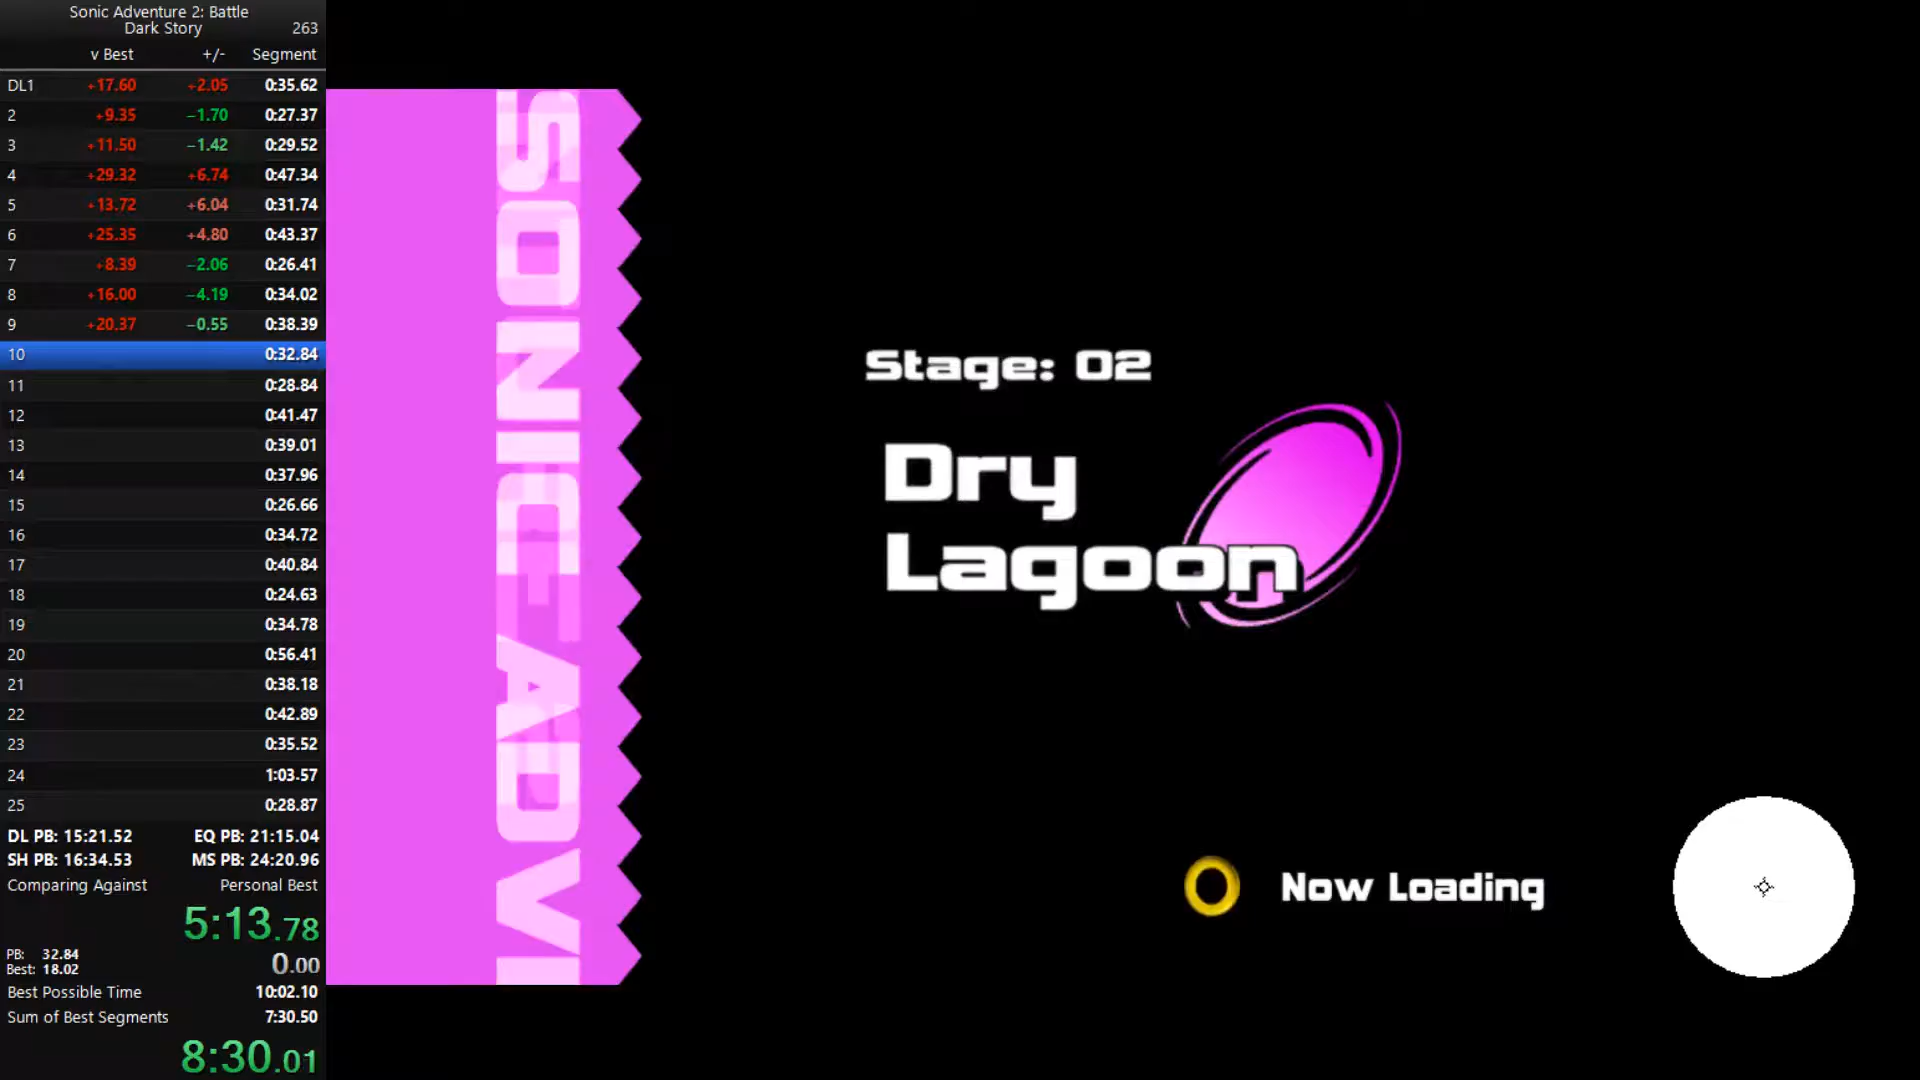 Sonic Adventure 2: Battle
Dark Story 263
v Best +/- Segment
DL1 +17.60 +2.05 0:35.62
2 +9.35 −1.70 0:27.37
3 +11.50 −1.42 0:29.52
4 +29.32 +6.74 0:47.34
5 +13.72 +6.04 0:31.74
6 +25.35 +4.80 0:43.37
7 +8.39 −2.06 0:26.41
8 +16.00 −4.19 0:34.02
9 +20.37 −0.55 0:38.39
10 0:32.84
11 0:28.84
12 0:41.47
13 0:39.01
14 0:37.96
15 0:26.66
16 0:34.72
17 0:40.84
18 0:24.63
19 0:34.78
20 0:56.41
21 0:38.18
22 0:42.89
23 0:35.52
24 1:03.57
25 0:28.87
DL PB: 15:21.52 EQ PB: 21:15.04
SH PB: 16:34.53 MS PB: 24:20.96
Comparing Against Personal Best
5:13.78
PB: 32.84
Best: 18.02
0.00
Best Possible Time 10:02.10
Sum of Best Segments 7:30.50
8:30.01
SONIC ADV
Stage: 02
Dry
Lagoon
Now Loading